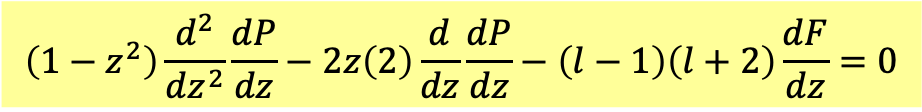 (1 − z²) d²/dz² dP/dz − 2z(2) d/dz dP/dz − (l − 1)(l + 2) dF/dz = 0